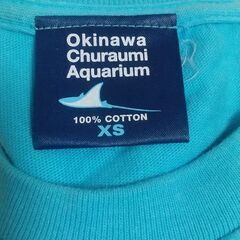 Okinawa
Churaumi
Aquarium
100% COTTON
XS